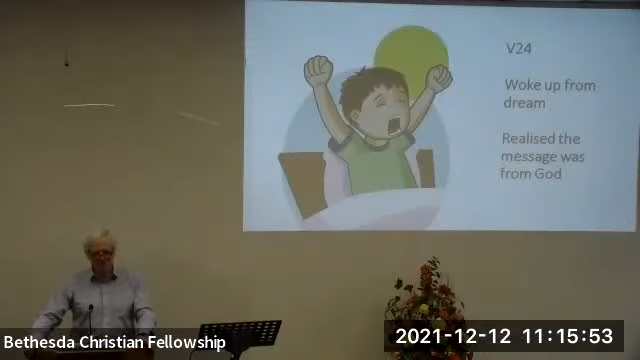 V24
Woke up from
dream
Realised the
message was
from God
Bethesda Christian Fellowship
2021-12-12 11:15:53